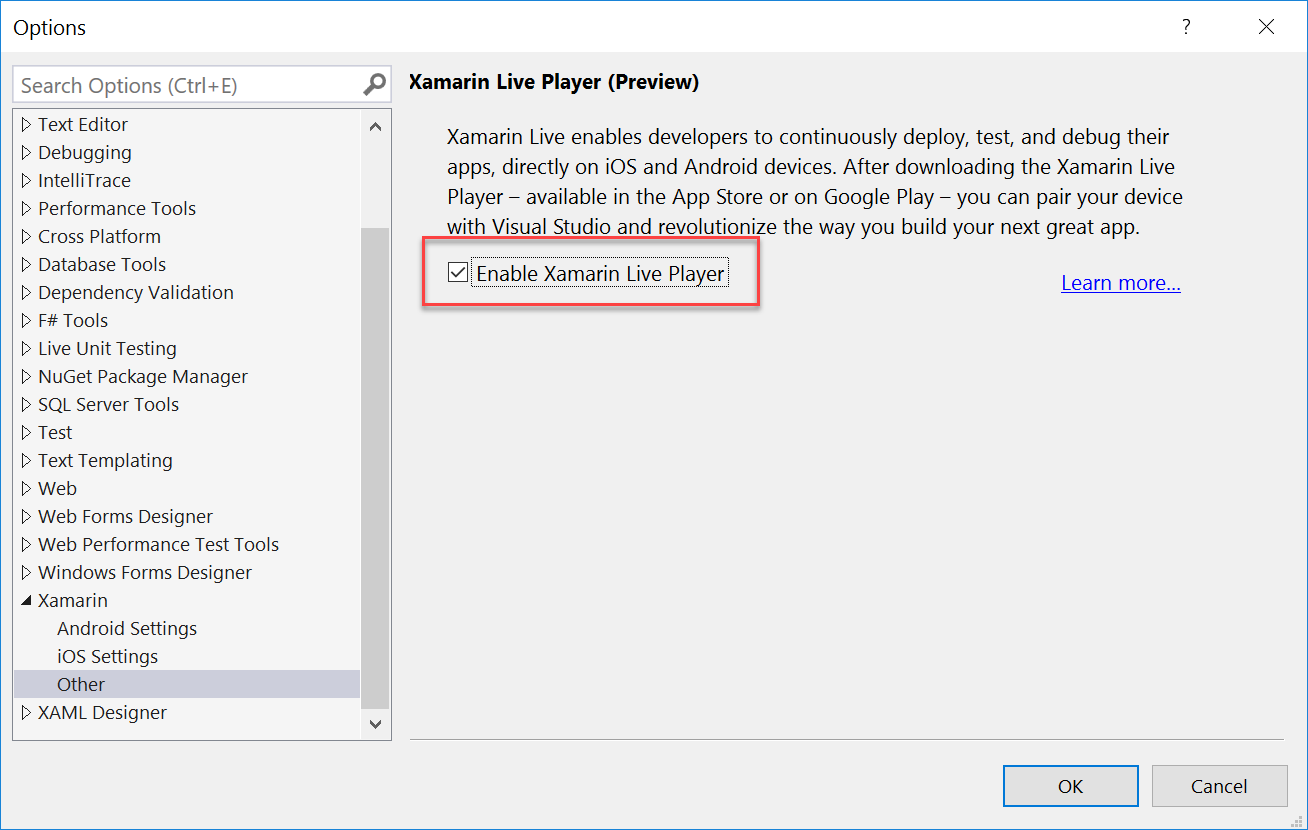 Options
?
Search Options (Ctrl+E)
Text Editor
Debugging
IntelliTrace
Performance Tools
Cross Platform
Database Tools
Dependency Validation
F# Tools
Live Unit Testing
NuGet Package Manager
SQL Server Tools
Test
Text Templating
Web
Web Forms Designer
Web Performance Test Tools
Windows Forms Designer
Xamarin
Android Settings
iOS Settings
Other
XAML Designer
Xamarin Live Player (Preview)
Xamarin Live enables developers to continuously deploy, test, and debug their
apps, directly on iOS and Android devices. After downloading the Xamarin Live
Player – available in the App Store or on Google Play – you can pair your device
with Visual Studio and revolutionize the way you build your next great app.
Enable Xamarin Live Player
Learn more...
OK
Cancel